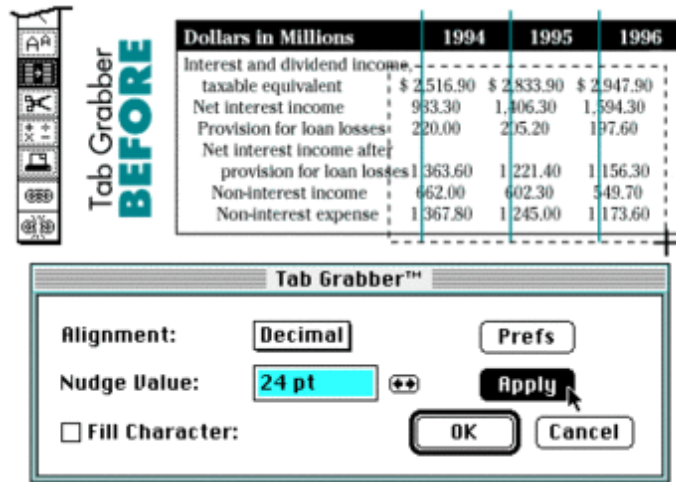 Tab Grabber
BEFORE
Dollars in Millions 1994 1995 1996
Interest and dividend income,
taxable equivalent $ 2,516.90 $ 2,833.90 $ 2,947.90
Net interest income 933.30 1,406.30 1,594.30
Provision for loan losses 220.00 205.20 197.60
Net interest income after
provision for loan losses 1,363.60 1,221.40 1,156.30
Non-interest income 662.00 602.30 549.70
Non-interest expense 1,367.80 1,245.00 1,173.60
Tab Grabber™
Alignment: Decimal Prefs
Nudge Value: 24 pt Apply
Fill Character: OK Cancel